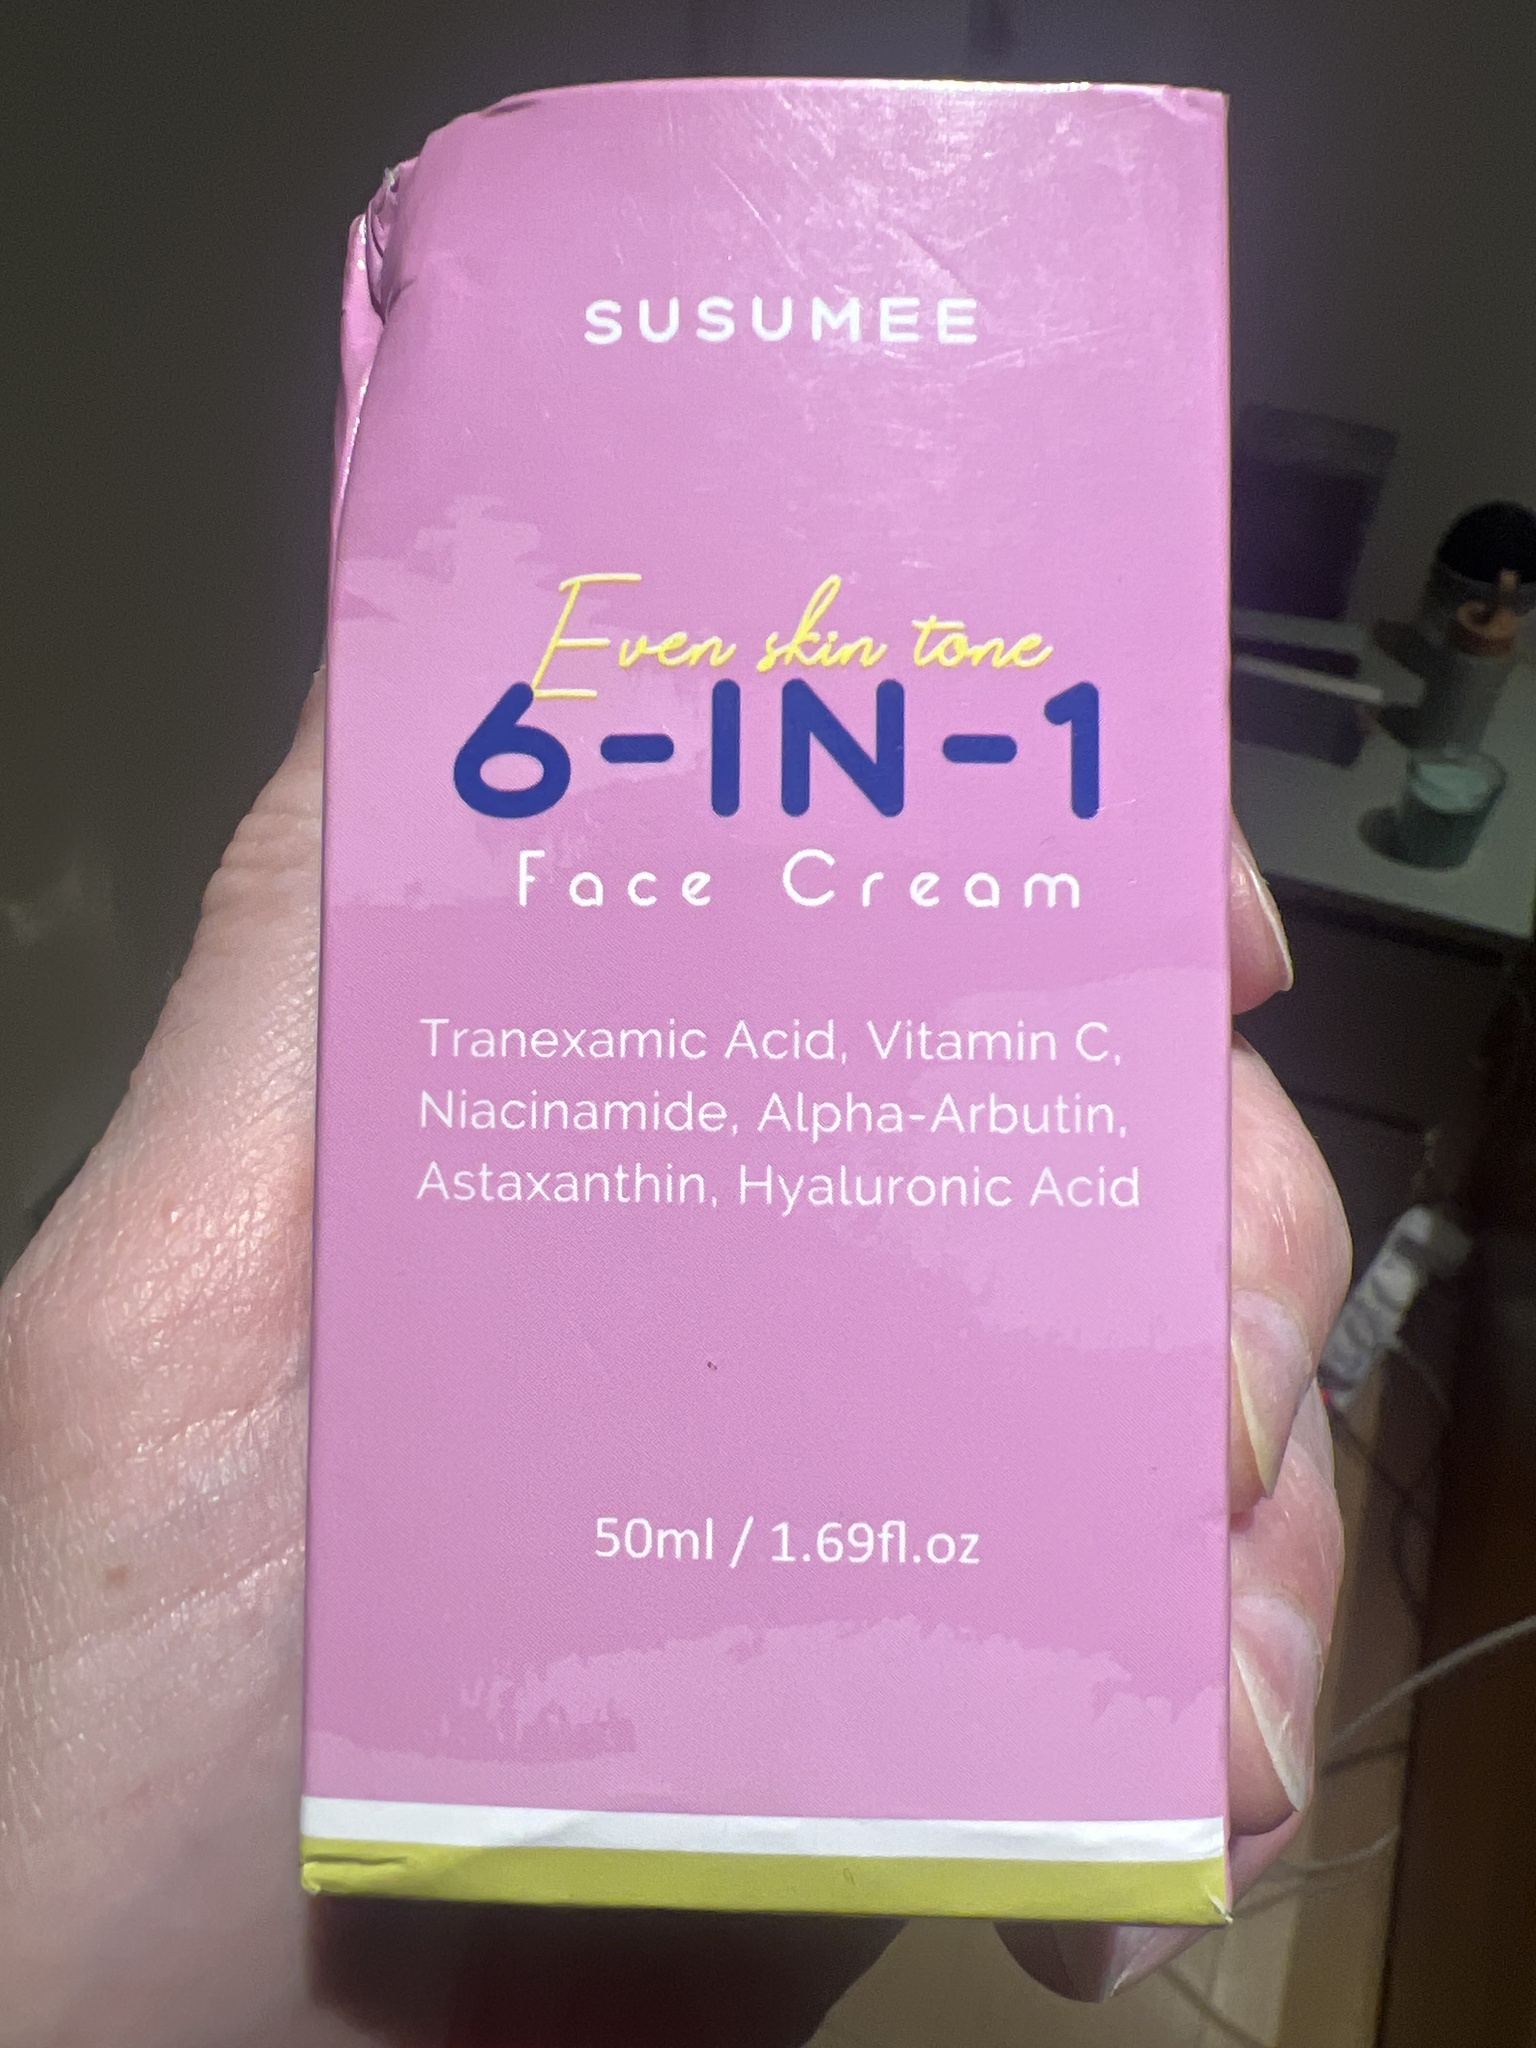 SUSUMEE
Even skin tone
6-IN-1
Face Cream
Tranexamic Acid, Vitamin C,
Niacinamide, Alpha-Arbutin,
Astaxanthin, Hyaluronic Acid
50ml / 1.69fl.oz